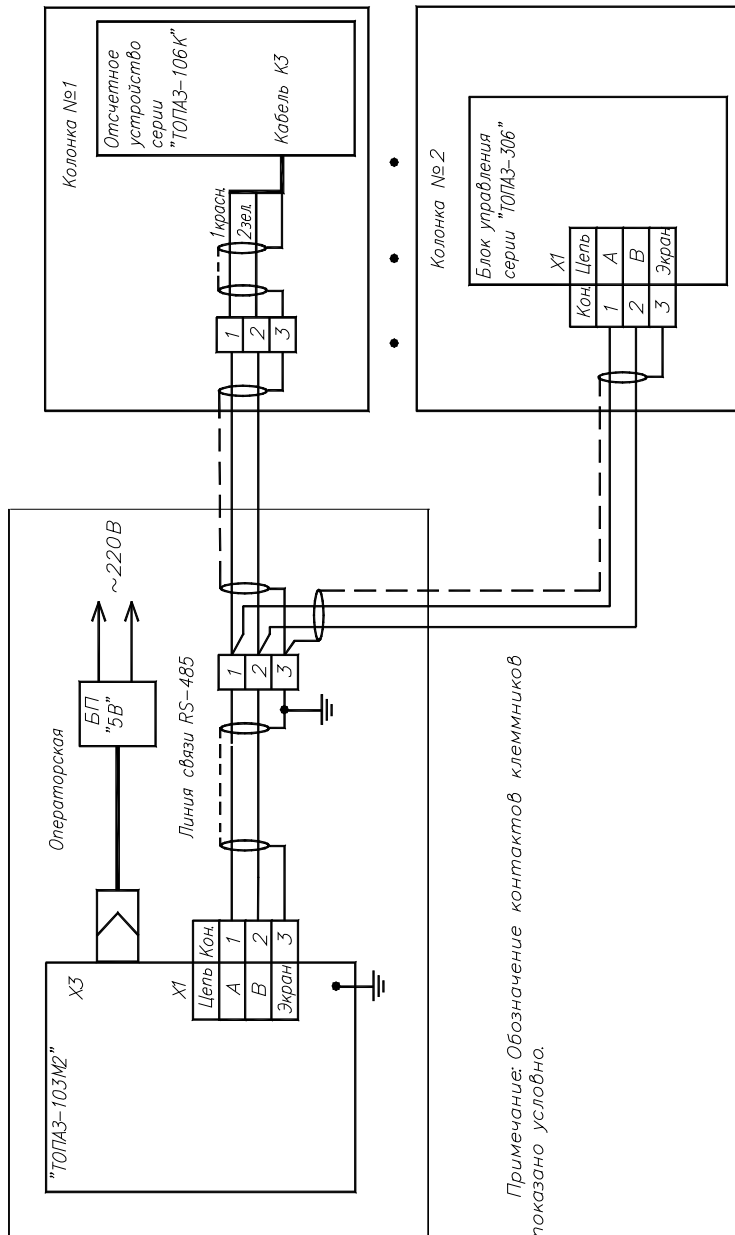 "ТОПАЗ-103М2"
X3
X1
Цепь Кон.
А 1
В 2
Экран 3
Операторская
БП
"5В"
~220В
Линия связи RS-485
1
2
3
Колонка №1
Отсчетное
устройство
серии
"ТОПАЗ-106К"
Кабель К3
1красн.
2зел.
1
2
3
Колонка №2
Блок управления
серии "ТОПАЗ-306"
X1
Кон. Цепь
1 А
2 В
3 Экран
Примечание: Обозначение контактов клеммников
показано условно.